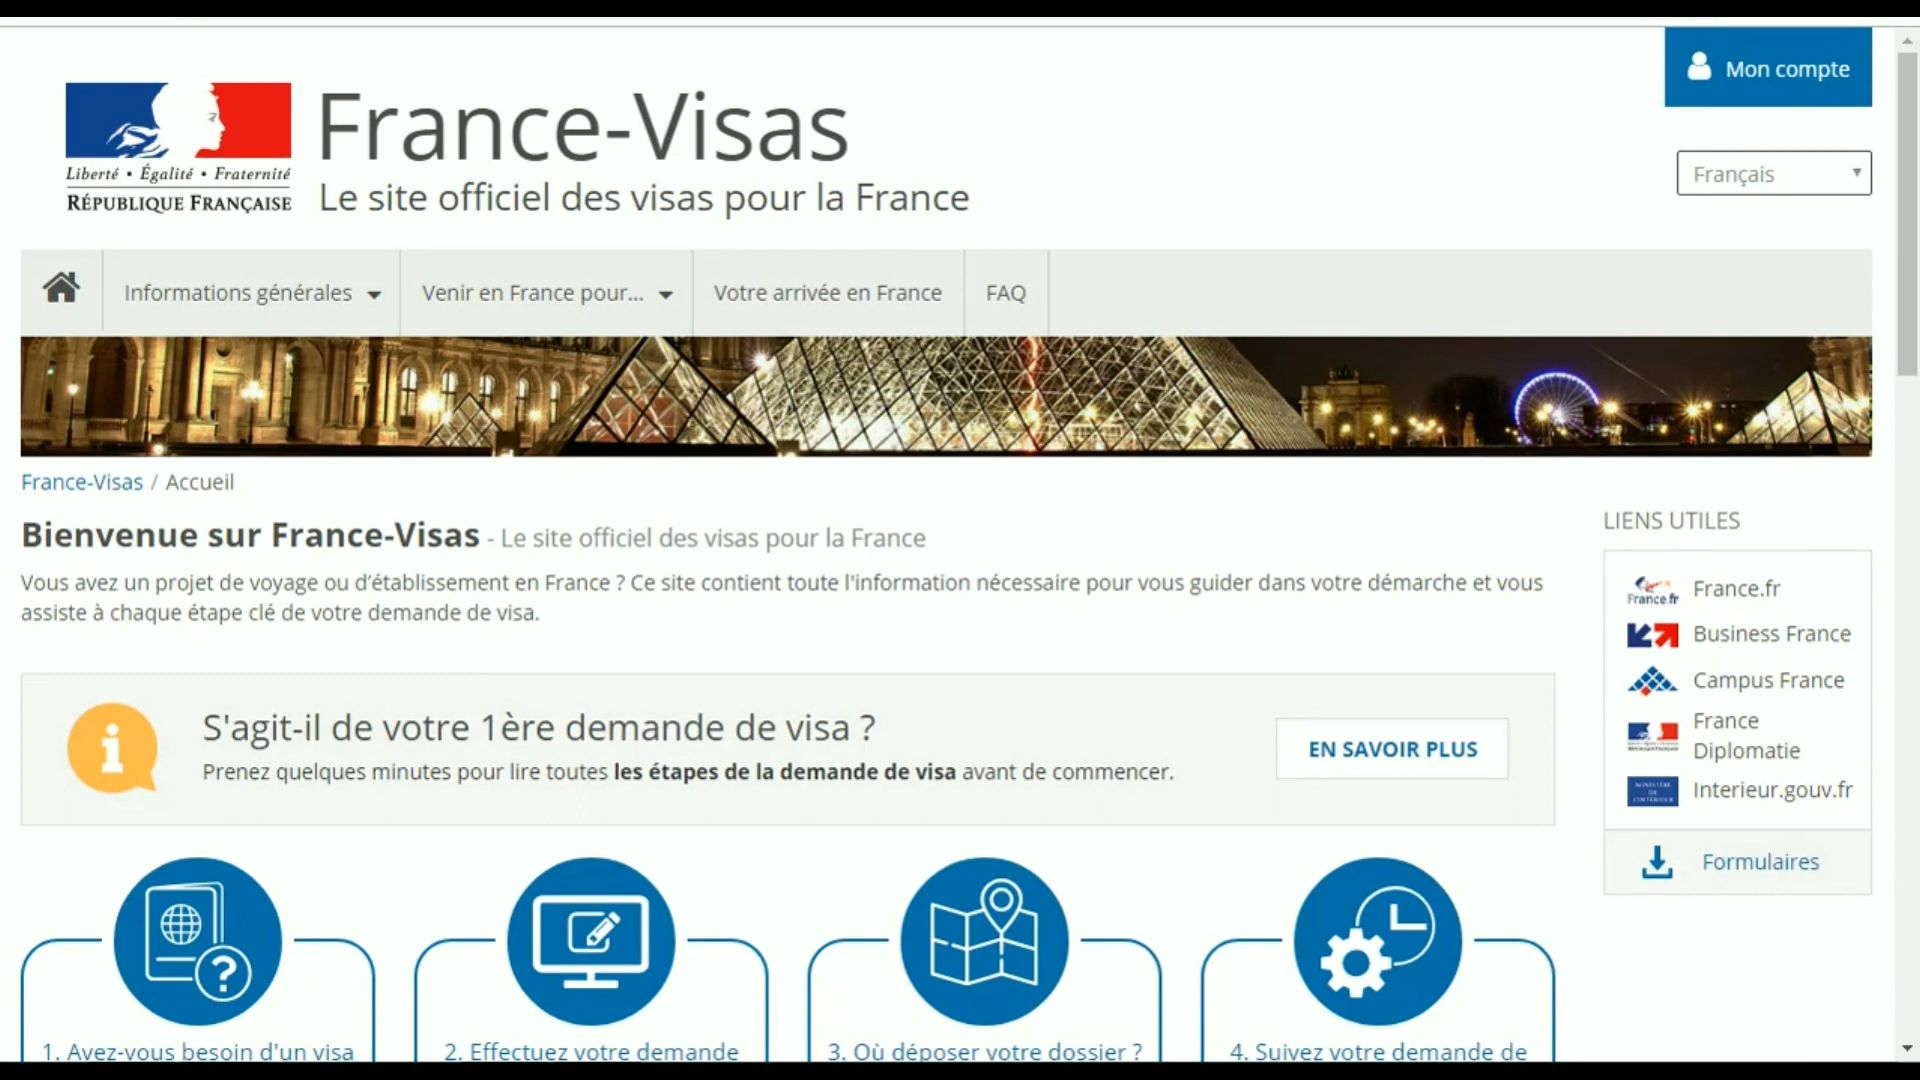 Mon compte
France-Visas
Liberté • Égalité • Fraternité
RÉPUBLIQUE FRANÇAISE
Le site officiel des visas pour la France
Français
Informations générales
Venir en France pour...
Votre arrivée en France
FAQ
France-Visas / Accueil
Bienvenue sur France-Visas - Le site officiel des visas pour la France
Vous avez un projet de voyage ou d’établissement en France ? Ce site contient toute l'information nécessaire pour vous guider dans votre démarche et vous
assiste à chaque étape clé de votre demande de visa.
S'agit-il de votre 1ère demande de visa ?
Prenez quelques minutes pour lire toutes les étapes de la demande de visa avant de commencer.
EN SAVOIR PLUS
LIENS UTILES
France.fr France.fr
Business France
Campus France
France
Diplomatie
MINISTÈRE
DE
L'INTÉRIEUR
Interieur.gouv.fr
Formulaires
1. Avez-vous besoin d'un visa
2. Effectuez votre demande
3. Où déposer votre dossier ?
4. Suivez votre demande de